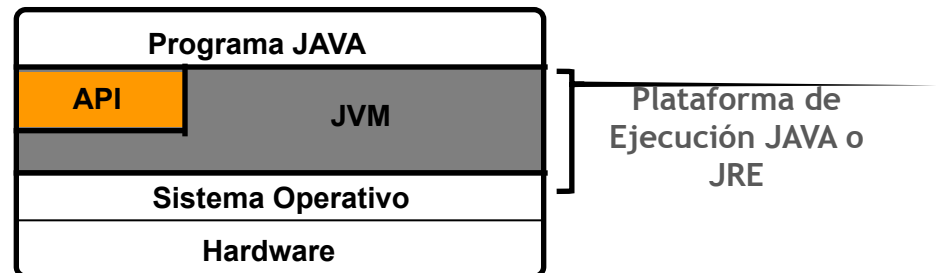 Programa JAVA
API
JVM
Plataforma de
Ejecución JAVA o
JRE
Sistema Operativo
Hardware